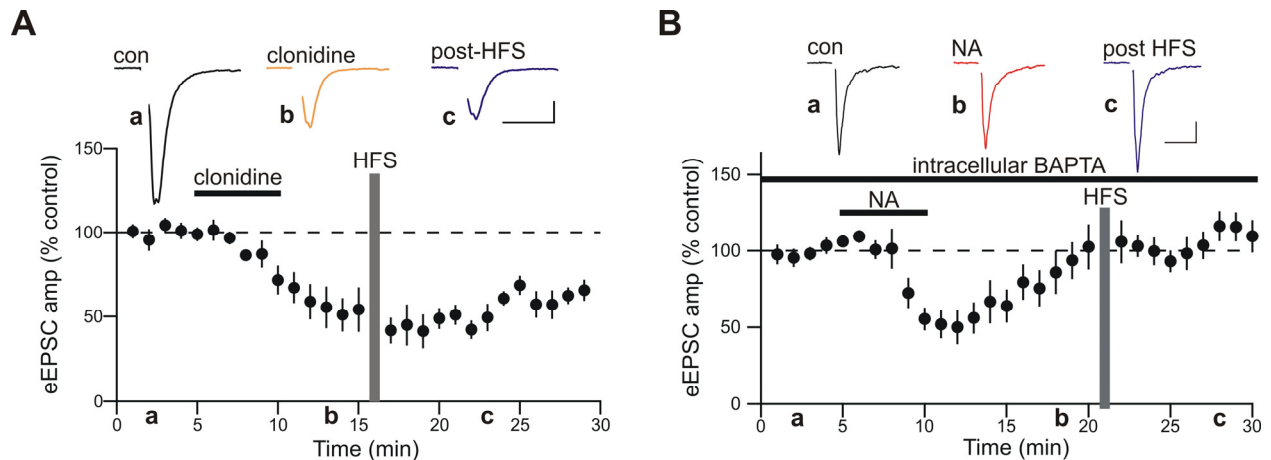 A
con
clonidine
post-HFS
a
b
c
150
HFS
clonidine
100
50
0
eEPSC amp (% control)
0
5
10
15
20
25
30
a
b
c
Time (min)
B
con
NA
post HFS
a
b
c
150
intracellular BAPTA
NA
HFS
100
50
0
eEPSC amp (% control)
0
5
10
15
20
25
30
a
b
c
Time (min)